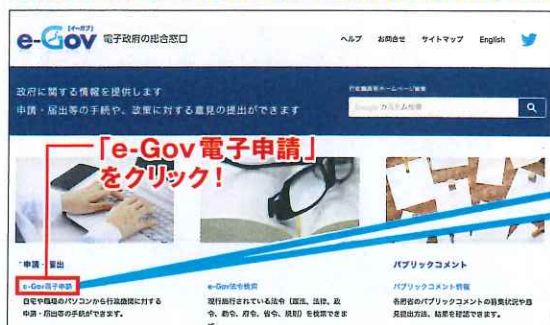 [イーガブ]
e-Gov 電子政府の総合窓口
ヘルプ お問合せ サイトマップ English
政府に関する情報を提供します
申請・届出等の手続や、政策に対する意見の提出ができます
行政機関等ホームページ検索
Google カスタム検索
「e-Gov電子申請」
をクリック!
申請・届出
e-Gov電子申請
自宅や職場のパソコンから行政機関に対する
申請・届出等の手続ができます。
e-Gov法令検索
現行施行されている法令（憲法、法律、政
令、勅令、府令、省令、規則）を検索できま
す。
パブリックコメント
パブリックコメント情報
各府省のパブリックコメントの募集状況や意
見提出方法、結果を確認できます。